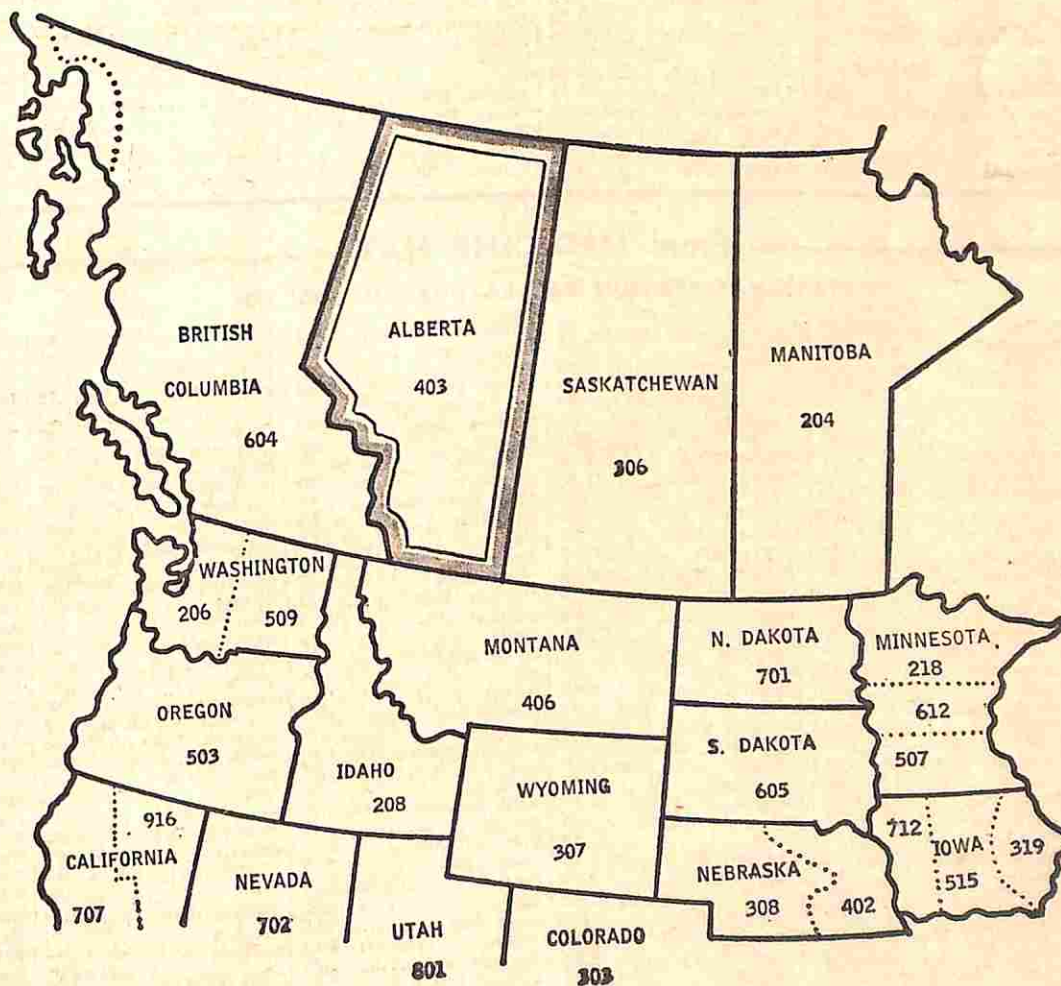 BRITISH
COLUMBIA
604
ALBERTA
403
SASKATCHEWAN
306
MANITOBA
204
WASHINGTON
206
509
MONTANA
406
N. DAKOTA
701
MINNESOTA
218
612
507
OREGON
503
IDAHO
208
WYOMING
307
S. DAKOTA
605
916
CALIFORNIA
707
NEVADA
702
UTAH
801
COLORADO
303
NEBRASKA
308
402
712
IOWA
319
515